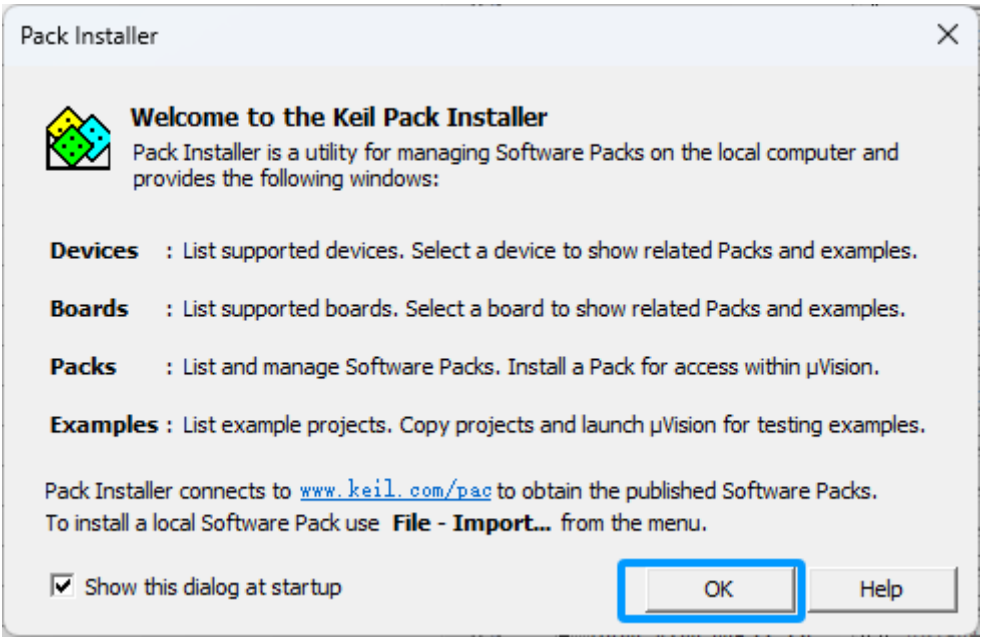 Pack Installer
Welcome to the Keil Pack Installer
Pack Installer is a utility for managing Software Packs on the local computer and
provides the following windows:
Devices : List supported devices. Select a device to show related Packs and examples.
Boards : List supported boards. Select a board to show related Packs and examples.
Packs : List and manage Software Packs. Install a Pack for access within µVision.
Examples : List example projects. Copy projects and launch µVision for testing examples.
Pack Installer connects to www.keil.com/pac to obtain the published Software Packs.
To install a local Software Pack use File - Import... from the menu.
Show this dialog at startup
OK
Help